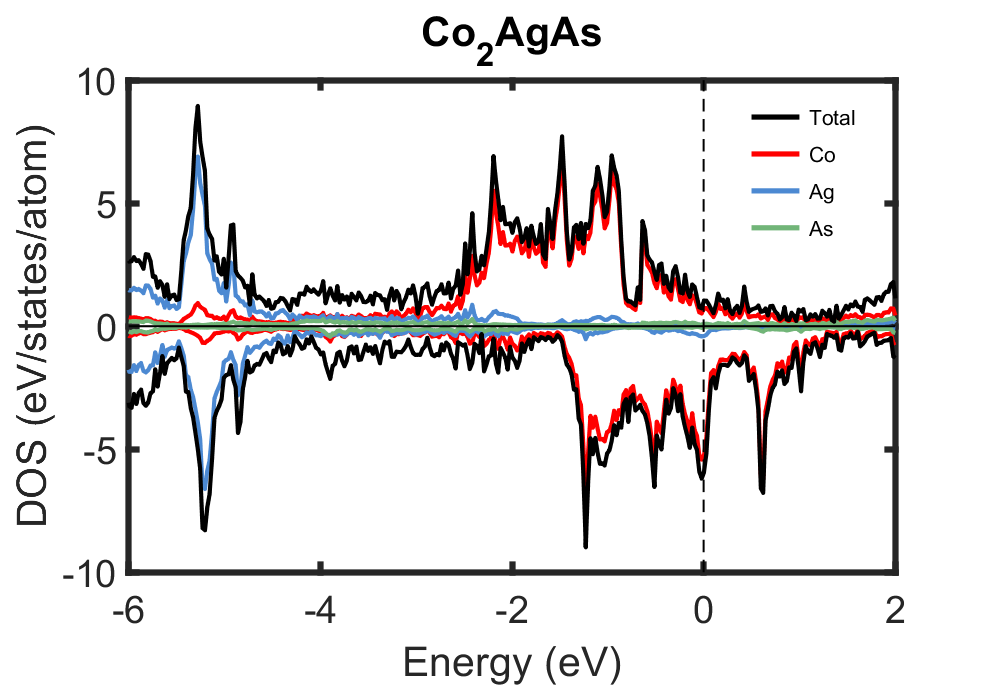 Co₂AgAs
DOS (eV/states/atom)
10
5
0
-5
-10
Total
Co
Ag
As
-6 -4 -2 0 2
Energy (eV)